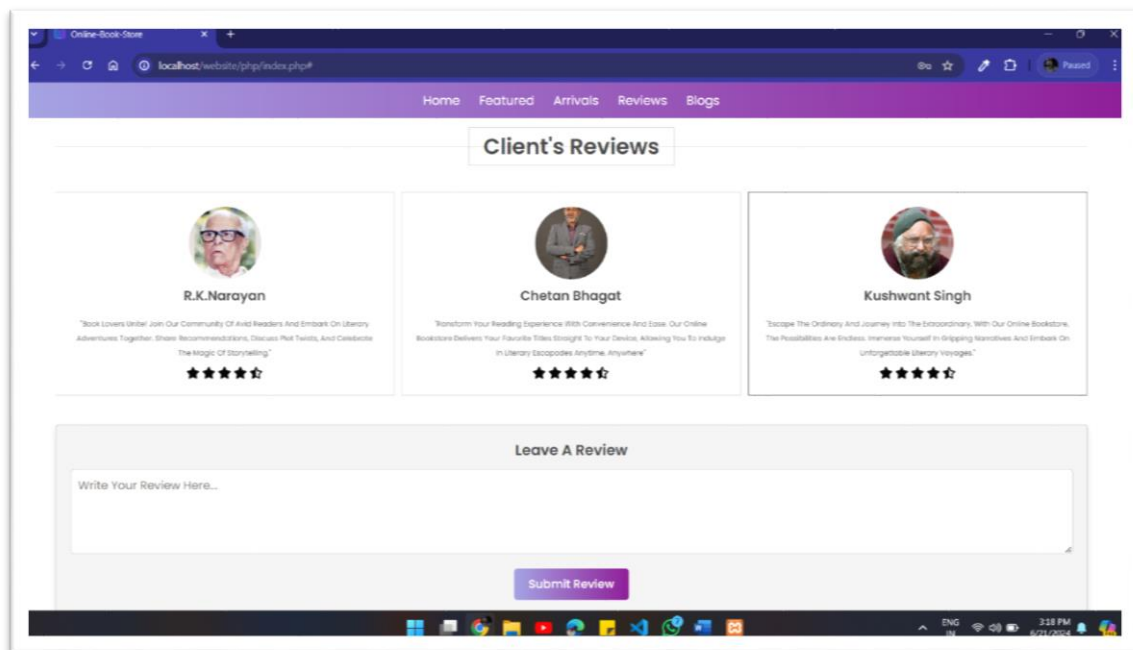 Online-Book-Store
localhost/website/php/index.php#
Paused
Home Featured Arrivals Reviews Blogs
Client's Reviews
R.K.Narayan
"Book Lovers Unite! Join Our Community Of Avid Readers And Embark On Literary
Adventures Together. Share Recommendations, Discuss Plot Twists, And Celebrate
The Magic Of Storytelling."
Chetan Bhagat
"Transform Your Reading Experience With Convenience And Ease. Our Online
Bookstore Delivers Your Favorite Titles Straight To Your Device, Allowing You To Indulge
In Literary Escapades Anytime, Anywhere"
Kushwant Singh
"Escape The Ordinary And Journey Into The Extraordinary, With Our Online Bookstore,
The Possibilities Are Endless. Immerse Yourself In Gripping Narratives And Embark On
Unforgettable Literary Voyages."
Leave A Review
Write Your Review Here...
Submit Review
ENG
IN
3:18 PM
6/21/2024